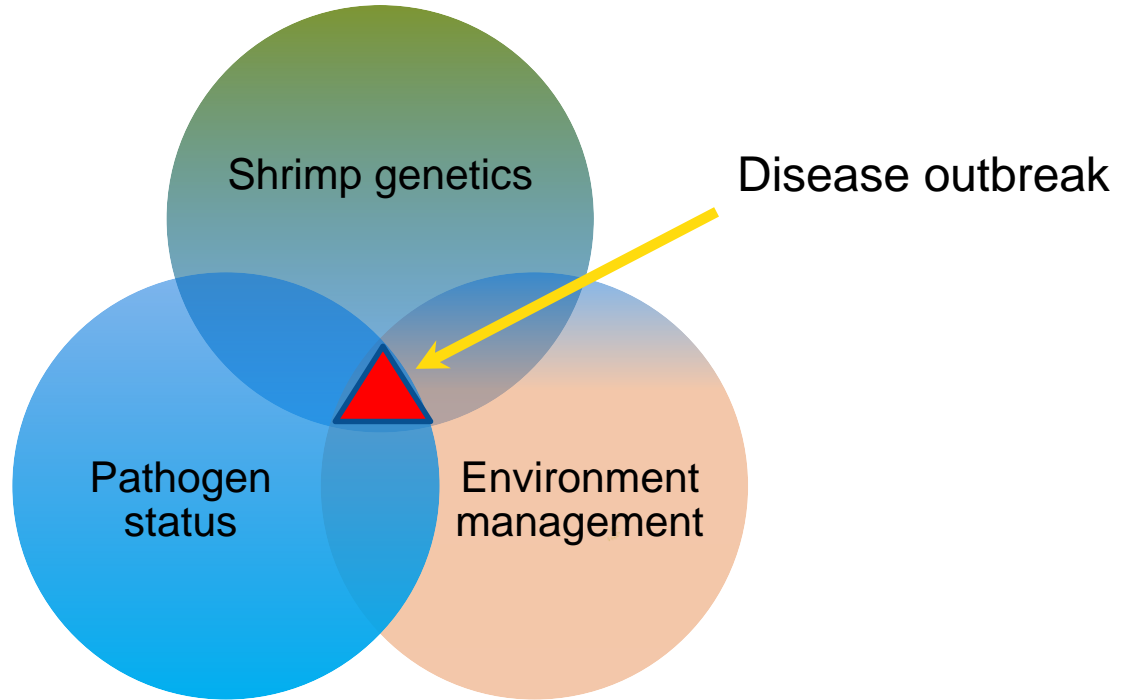 Shrimp genetics
Disease outbreak
Pathogen
status
Environment
management